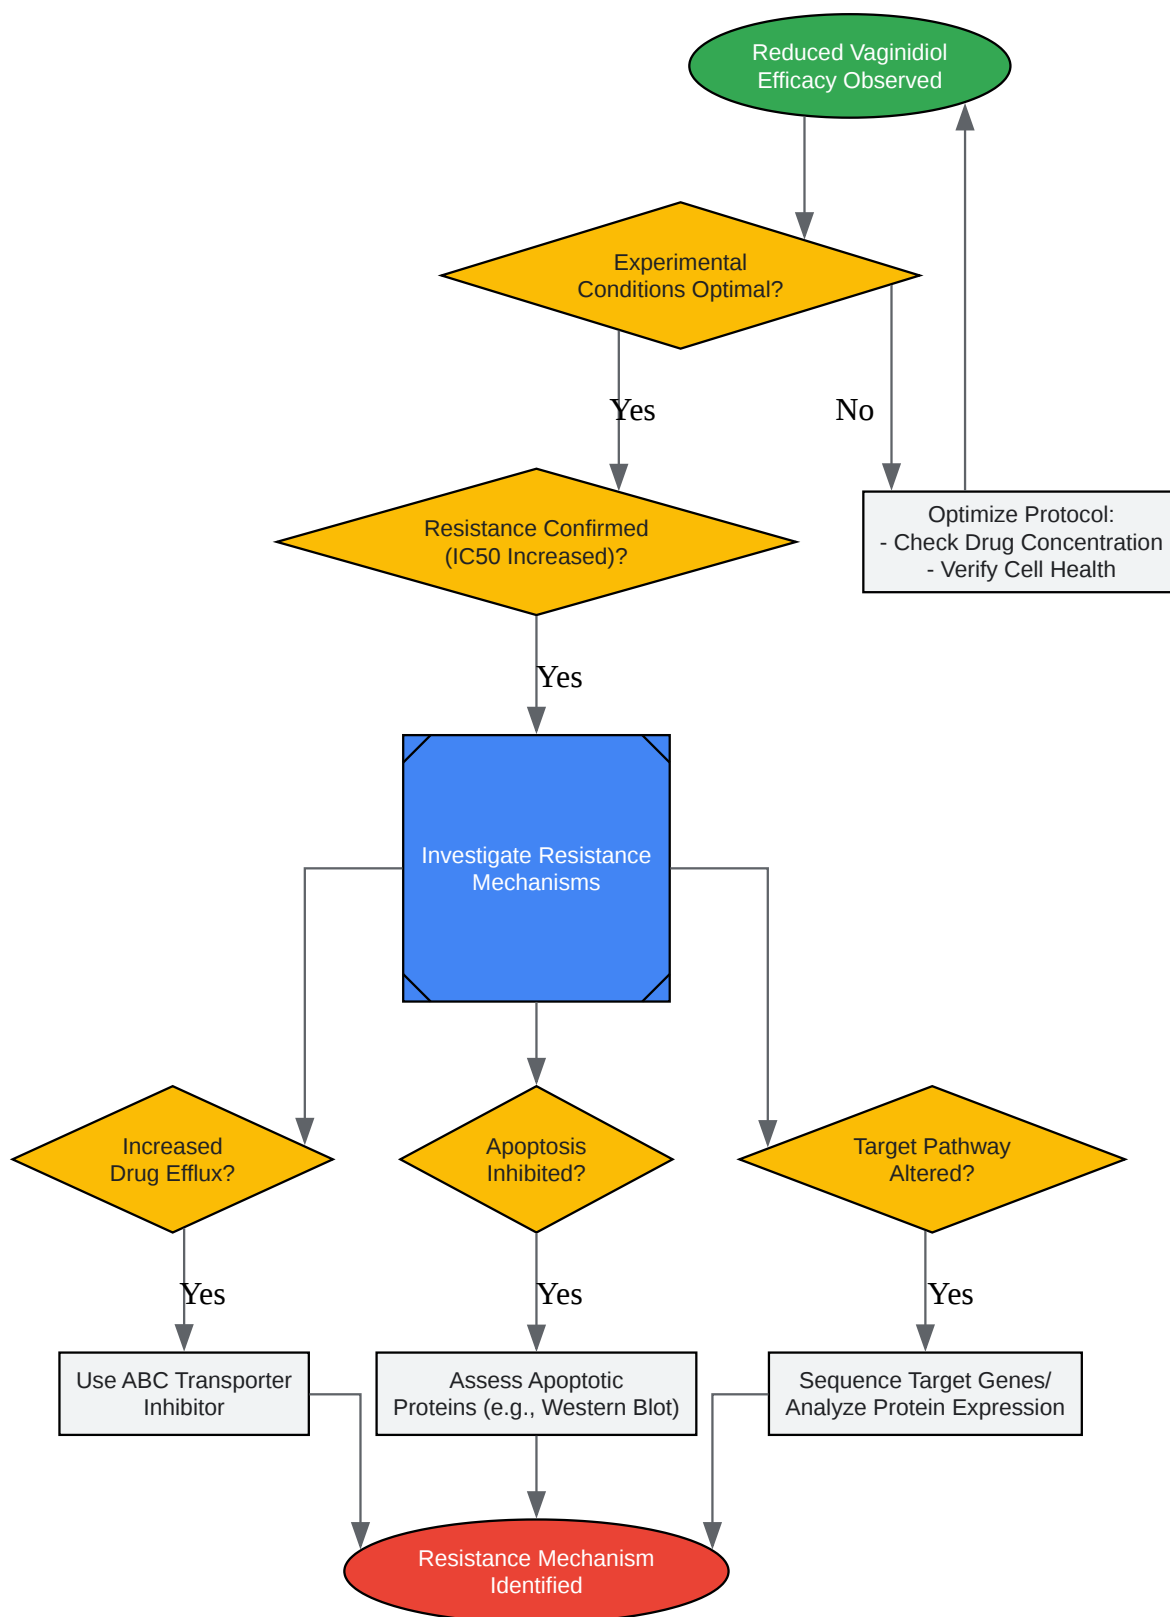 Reduced Vaginidiol
Efficacy Observed
Experimental
Conditions Optimal?
Yes
No
Resistance Confirmed
(IC50 Increased)?
Optimize Protocol:
- Check Drug Concentration
- Verify Cell Health
Yes
Investigate Resistance
Mechanisms
Increased
Drug Efflux?
Apoptosis
Inhibited?
Target Pathway
Altered?
Yes
Yes
Yes
Use ABC Transporter
Inhibitor
Assess Apoptotic
Proteins (e.g., Western Blot)
Sequence Target Genes/
Analyze Protein Expression
Resistance Mechanism
Identified